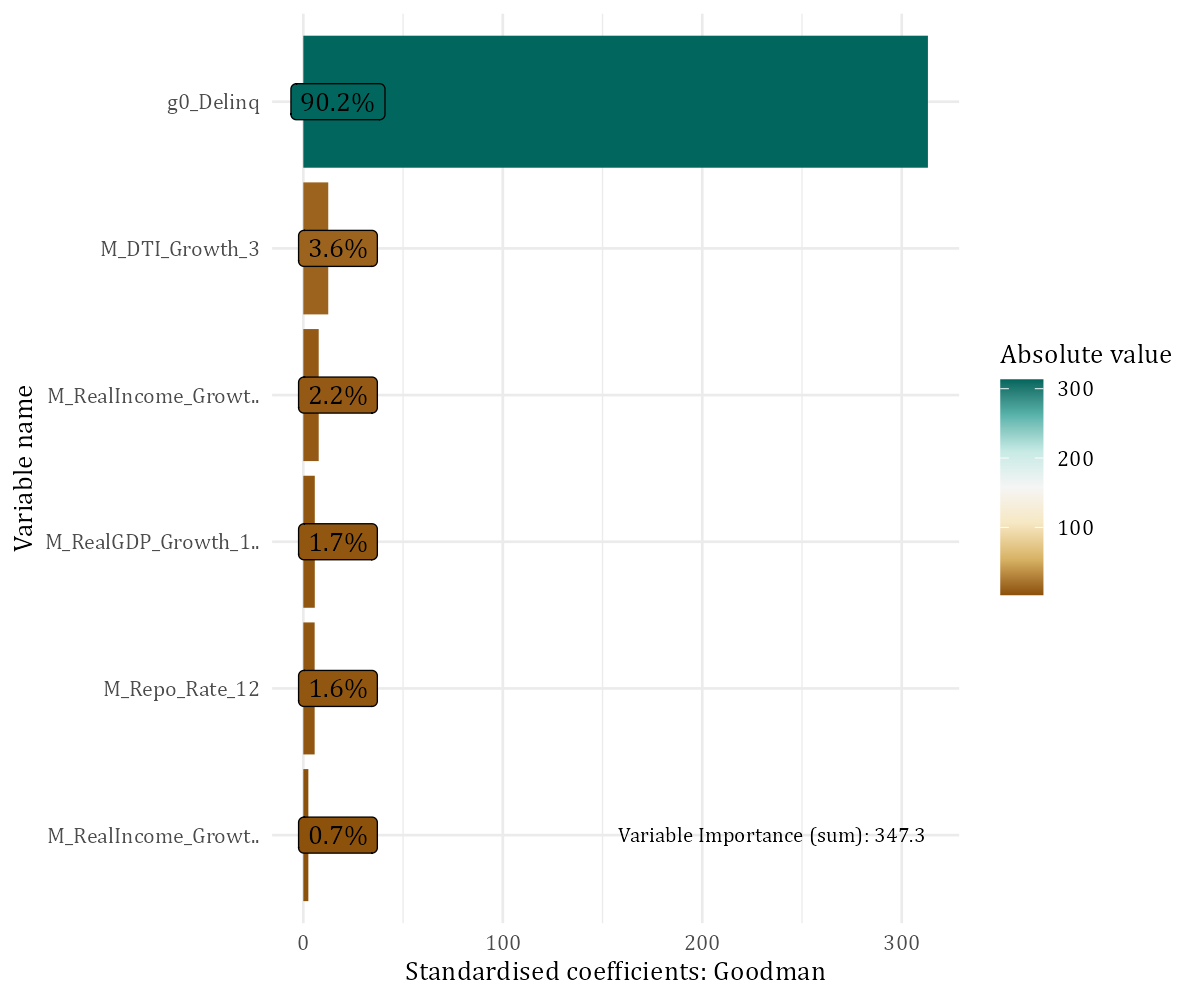 g0_Delinq
90.2%
M_DTI_Growth_3
3.6%
M_RealIncome_Growt..
2.2%
M_RealGDP_Growth_1..
1.7%
M_Repo_Rate_12
1.6%
M_RealIncome_Growt..
0.7%
Variable Importance (sum): 347.3
Variable name
0
100
200
300
Standardised coefficients: Goodman
Absolute value
300
200
100